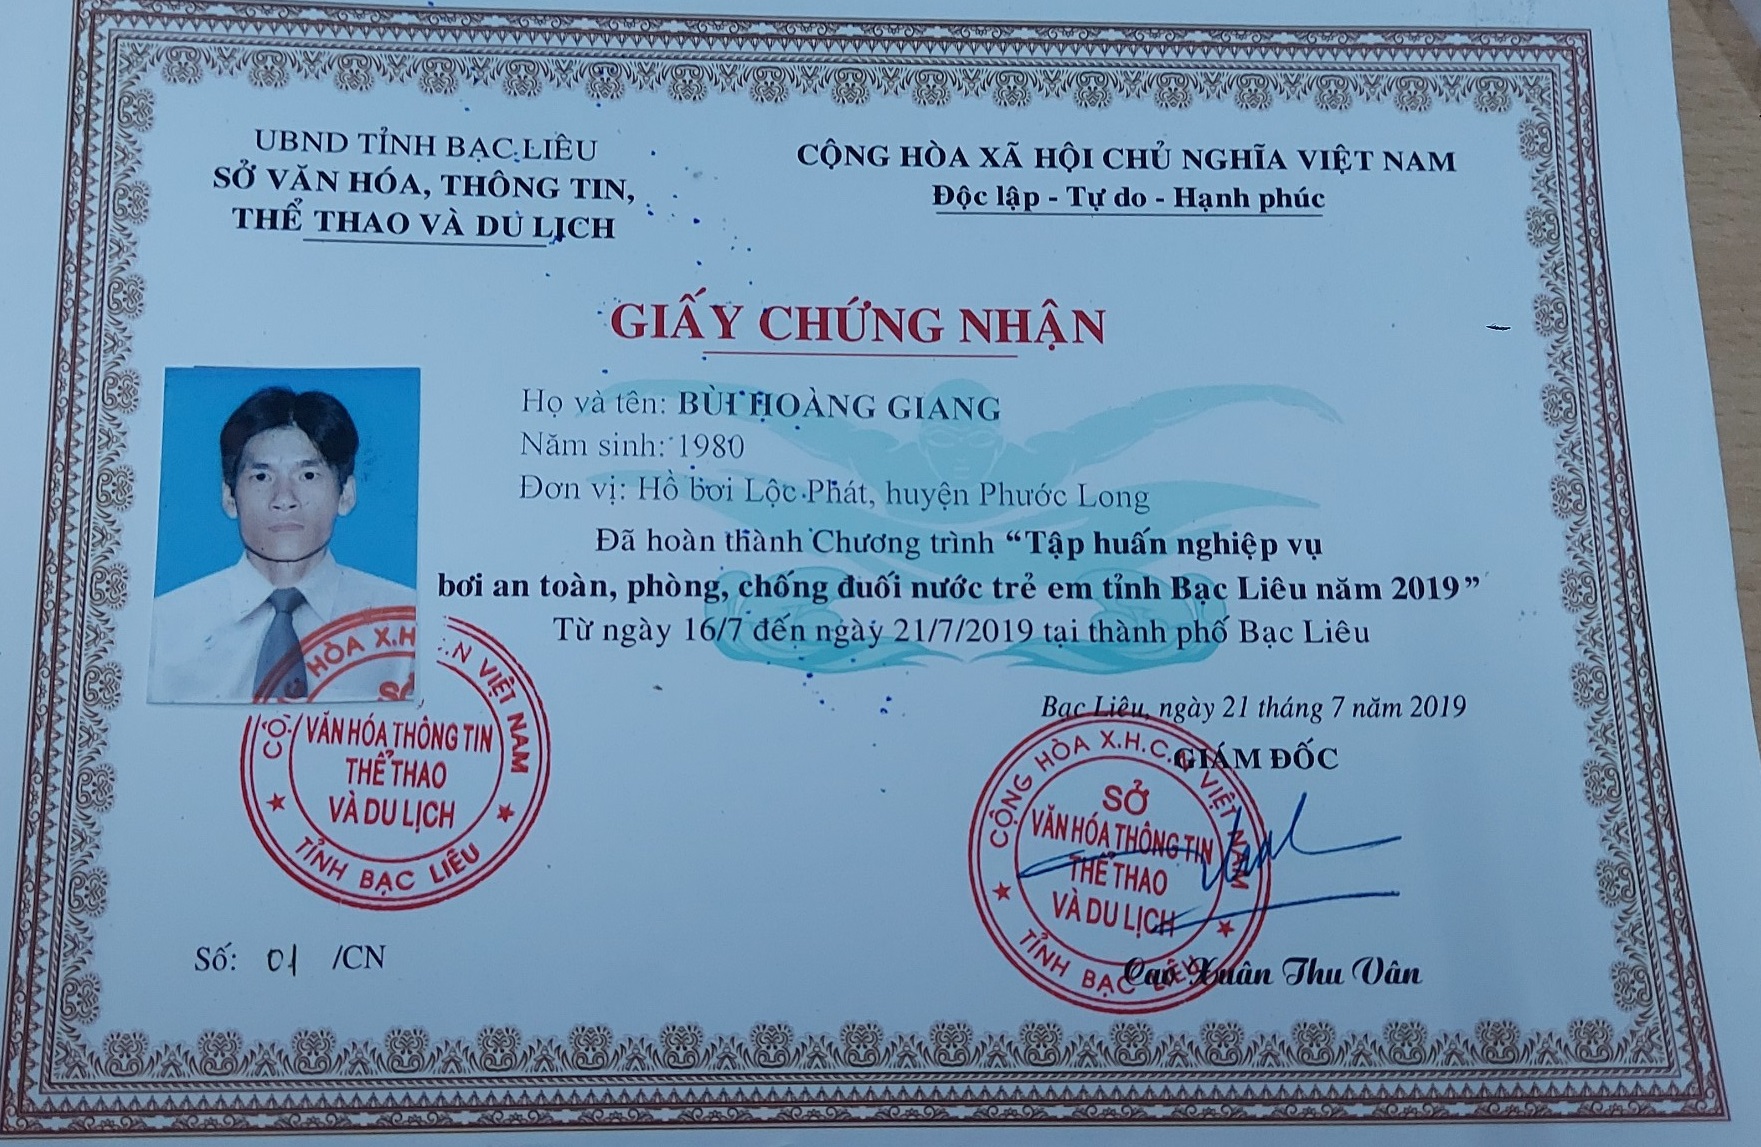 UBND TỈNH BẠC LIÊU
SỞ VĂN HÓA, THÔNG TIN,
THỂ THAO VÀ DU LỊCH
CỘNG HÒA XÃ HỘI CHỦ NGHĨA VIỆT NAM
Độc lập - Tự do - Hạnh phúc
GIẤY CHỨNG NHẬN
Họ và tên: BÙI HOÀNG GIANG
Năm sinh: 1980
Đơn vị: Hồ bơi Lộc Phát, huyện Phước Long
Đã hoàn thành Chương trình “Tập huấn nghiệp vụ
bơi an toàn, phòng, chống đuối nước trẻ em tỉnh Bạc Liêu năm 2019”
Từ ngày 16/7 đến ngày 21/7/2019 tại thành phố Bạc Liêu
HÒA X.H
SỞ
VIỆT NAM
VĂN HÓA THÔNG TIN
THỂ THAO
VÀ DU LỊCH
TỈNH BẠC LIÊU
Bạc Liêu, ngày 21 tháng 7 năm 2019
GIÁM ĐỐC
CỘNG HÒA X.H.C.N VIỆT NAM
SỞ
VĂN HÓA THÔNG TIN
THỂ THAO
VÀ DU LỊCH
TỈNH BẠC LIÊU
Cao Xuân Thu Vân
Số: 01 /CN